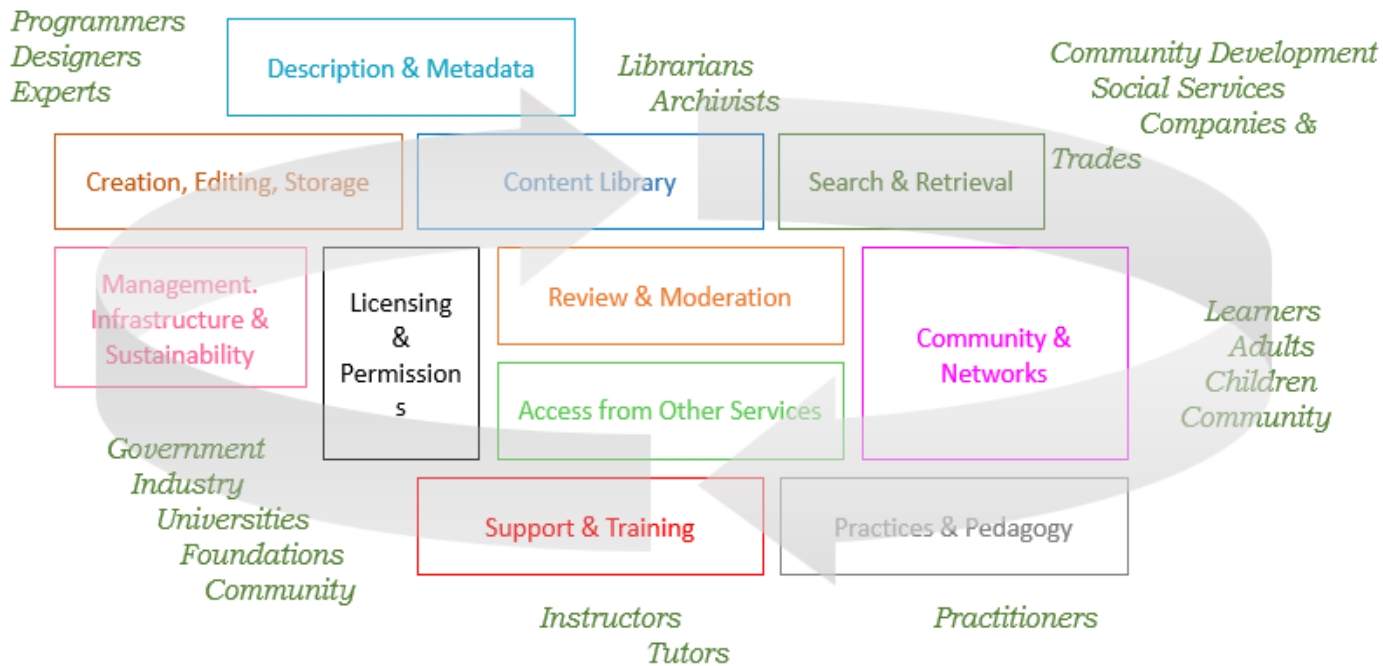 Programmers
Designers
Experts
Description & Metadata
Librarians
Archivists
Community Development
Social Services
Companies &
Trades
Creation, Editing, Storage
Content Library
Search & Retrieval
Management.
Infrastructure &
Sustainability
Licensing
&
Permission
s
Review & Moderation
Access from Other Services
Community &
Networks
Learners
Adults
Children
Community
Government
Industry
Universities
Foundations
Community
Support & Training
Practices & Pedagogy
Instructors
Tutors
Practitioners